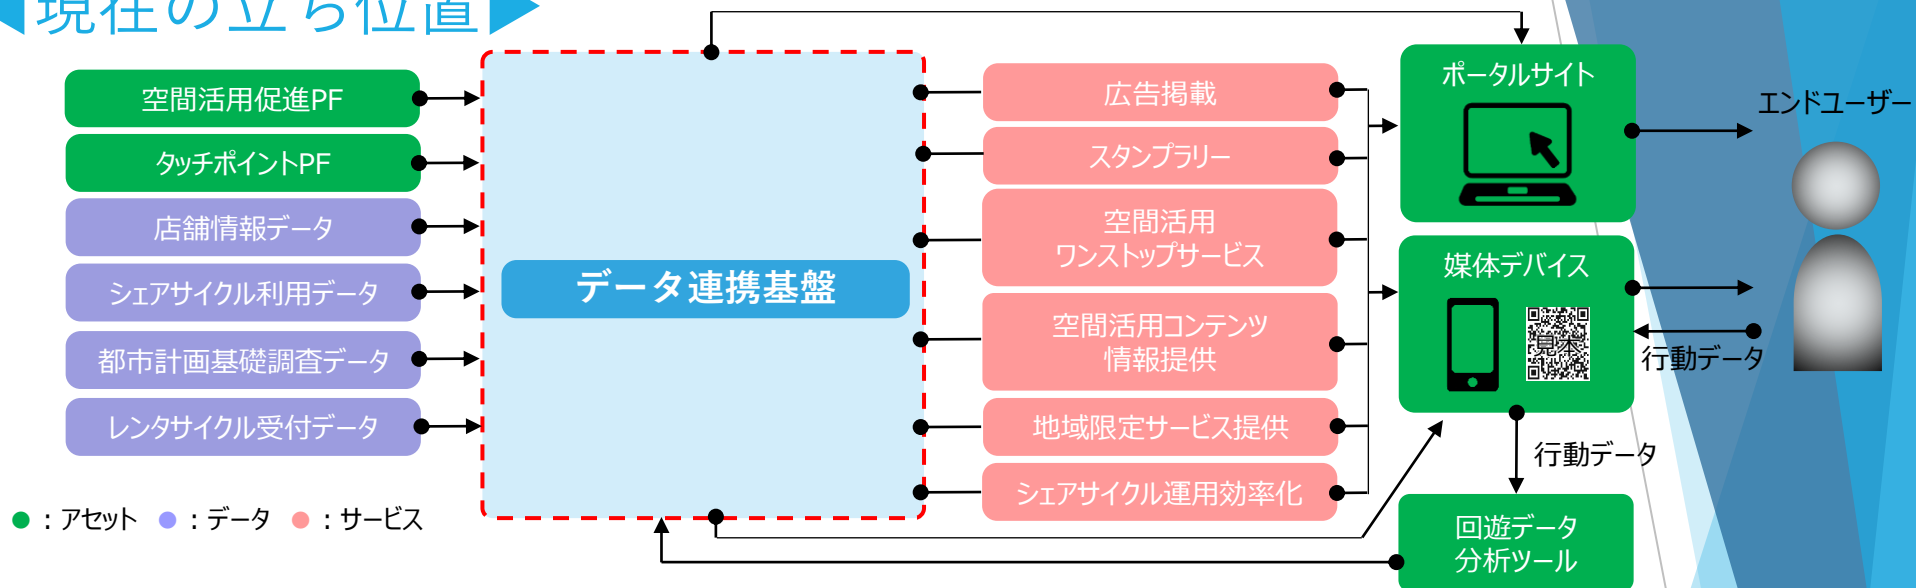 現在の立ち位置
空間活用促進PF
タッチポイントPF
店舗情報データ
シェアサイクル利用データ
都市計画基礎調査データ
レンタサイクル受付データ
：アセット
：データ
：サービス
データ連携基盤
広告掲載
スタンプラリー
空間活用
ワンストップサービス
空間活用コンテンツ
情報提供
地域限定サービス提供
シェアサイクル運用効率化
ポータルサイト
媒体デバイス
見本
行動データ
回遊データ
分析ツール
エンドユーザー
行動データ